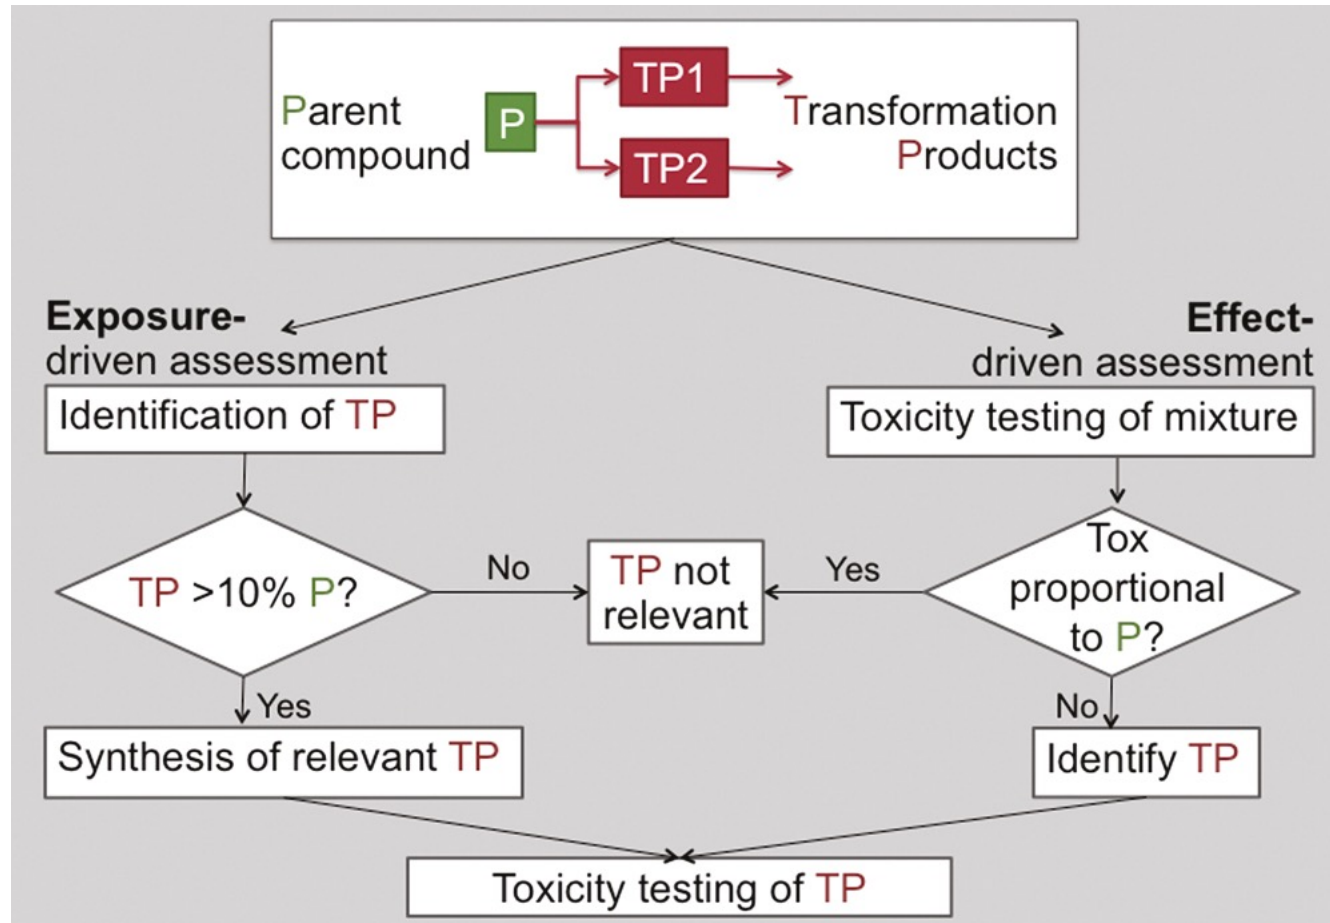 Parent
compound
P
TP1
TP2
Transformation
Products
Exposure-
driven assessment
Effect-
driven assessment
Identification of TP
Toxicity testing of mixture
TP >10% P?
No
TP not
relevant
Yes
Tox
proportional
to P?
Yes
No
Synthesis of relevant TP
Identify TP
Toxicity testing of TP